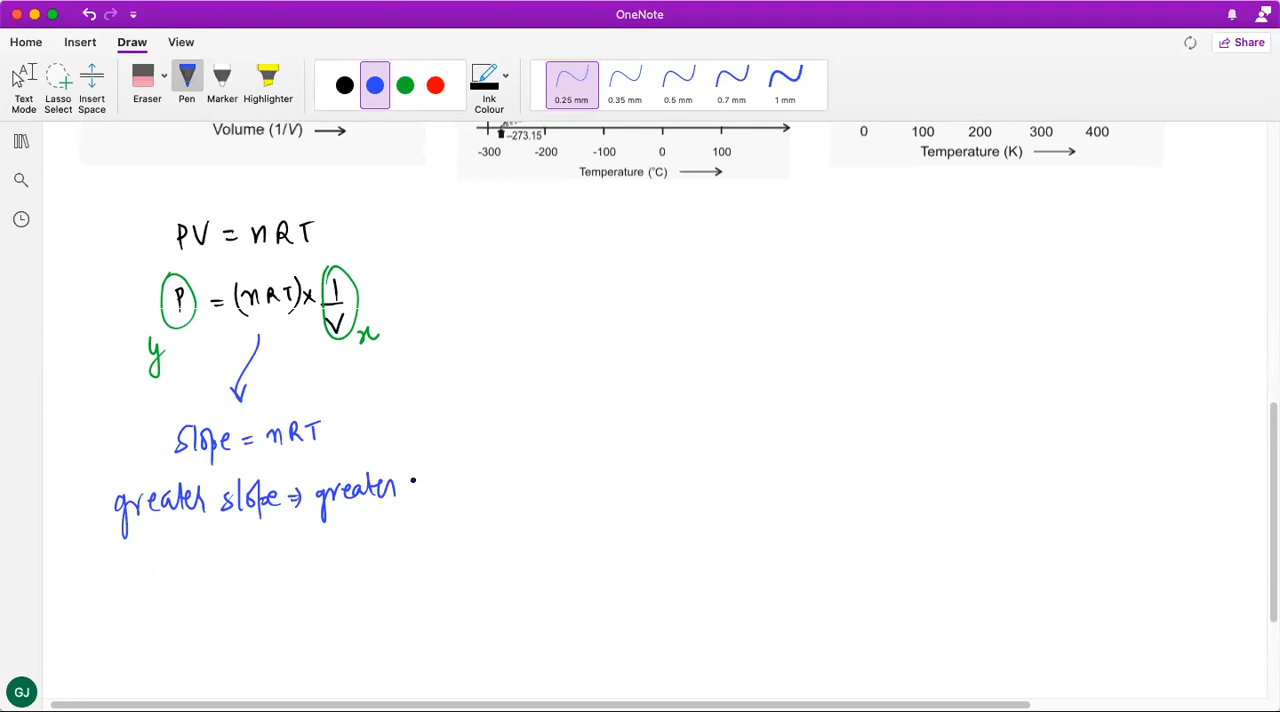 OneNote
Home Insert Draw View
Share
Text Mode
Lasso Select
Insert Space
Eraser
Pen
Marker
Highlighter
Ink Colour
0.25 mm
0.35 mm
0.5 mm
0.7 mm
1 mm
Volume (1/V)
-273.15
-300 -200 -100 0 100
Temperature (°C)
0 100 200 300 400
Temperature (K)
PV = nRT
P = (nRT) × 1/V
y x
Slope = nRT
greater slope ⇒ greater
GJ